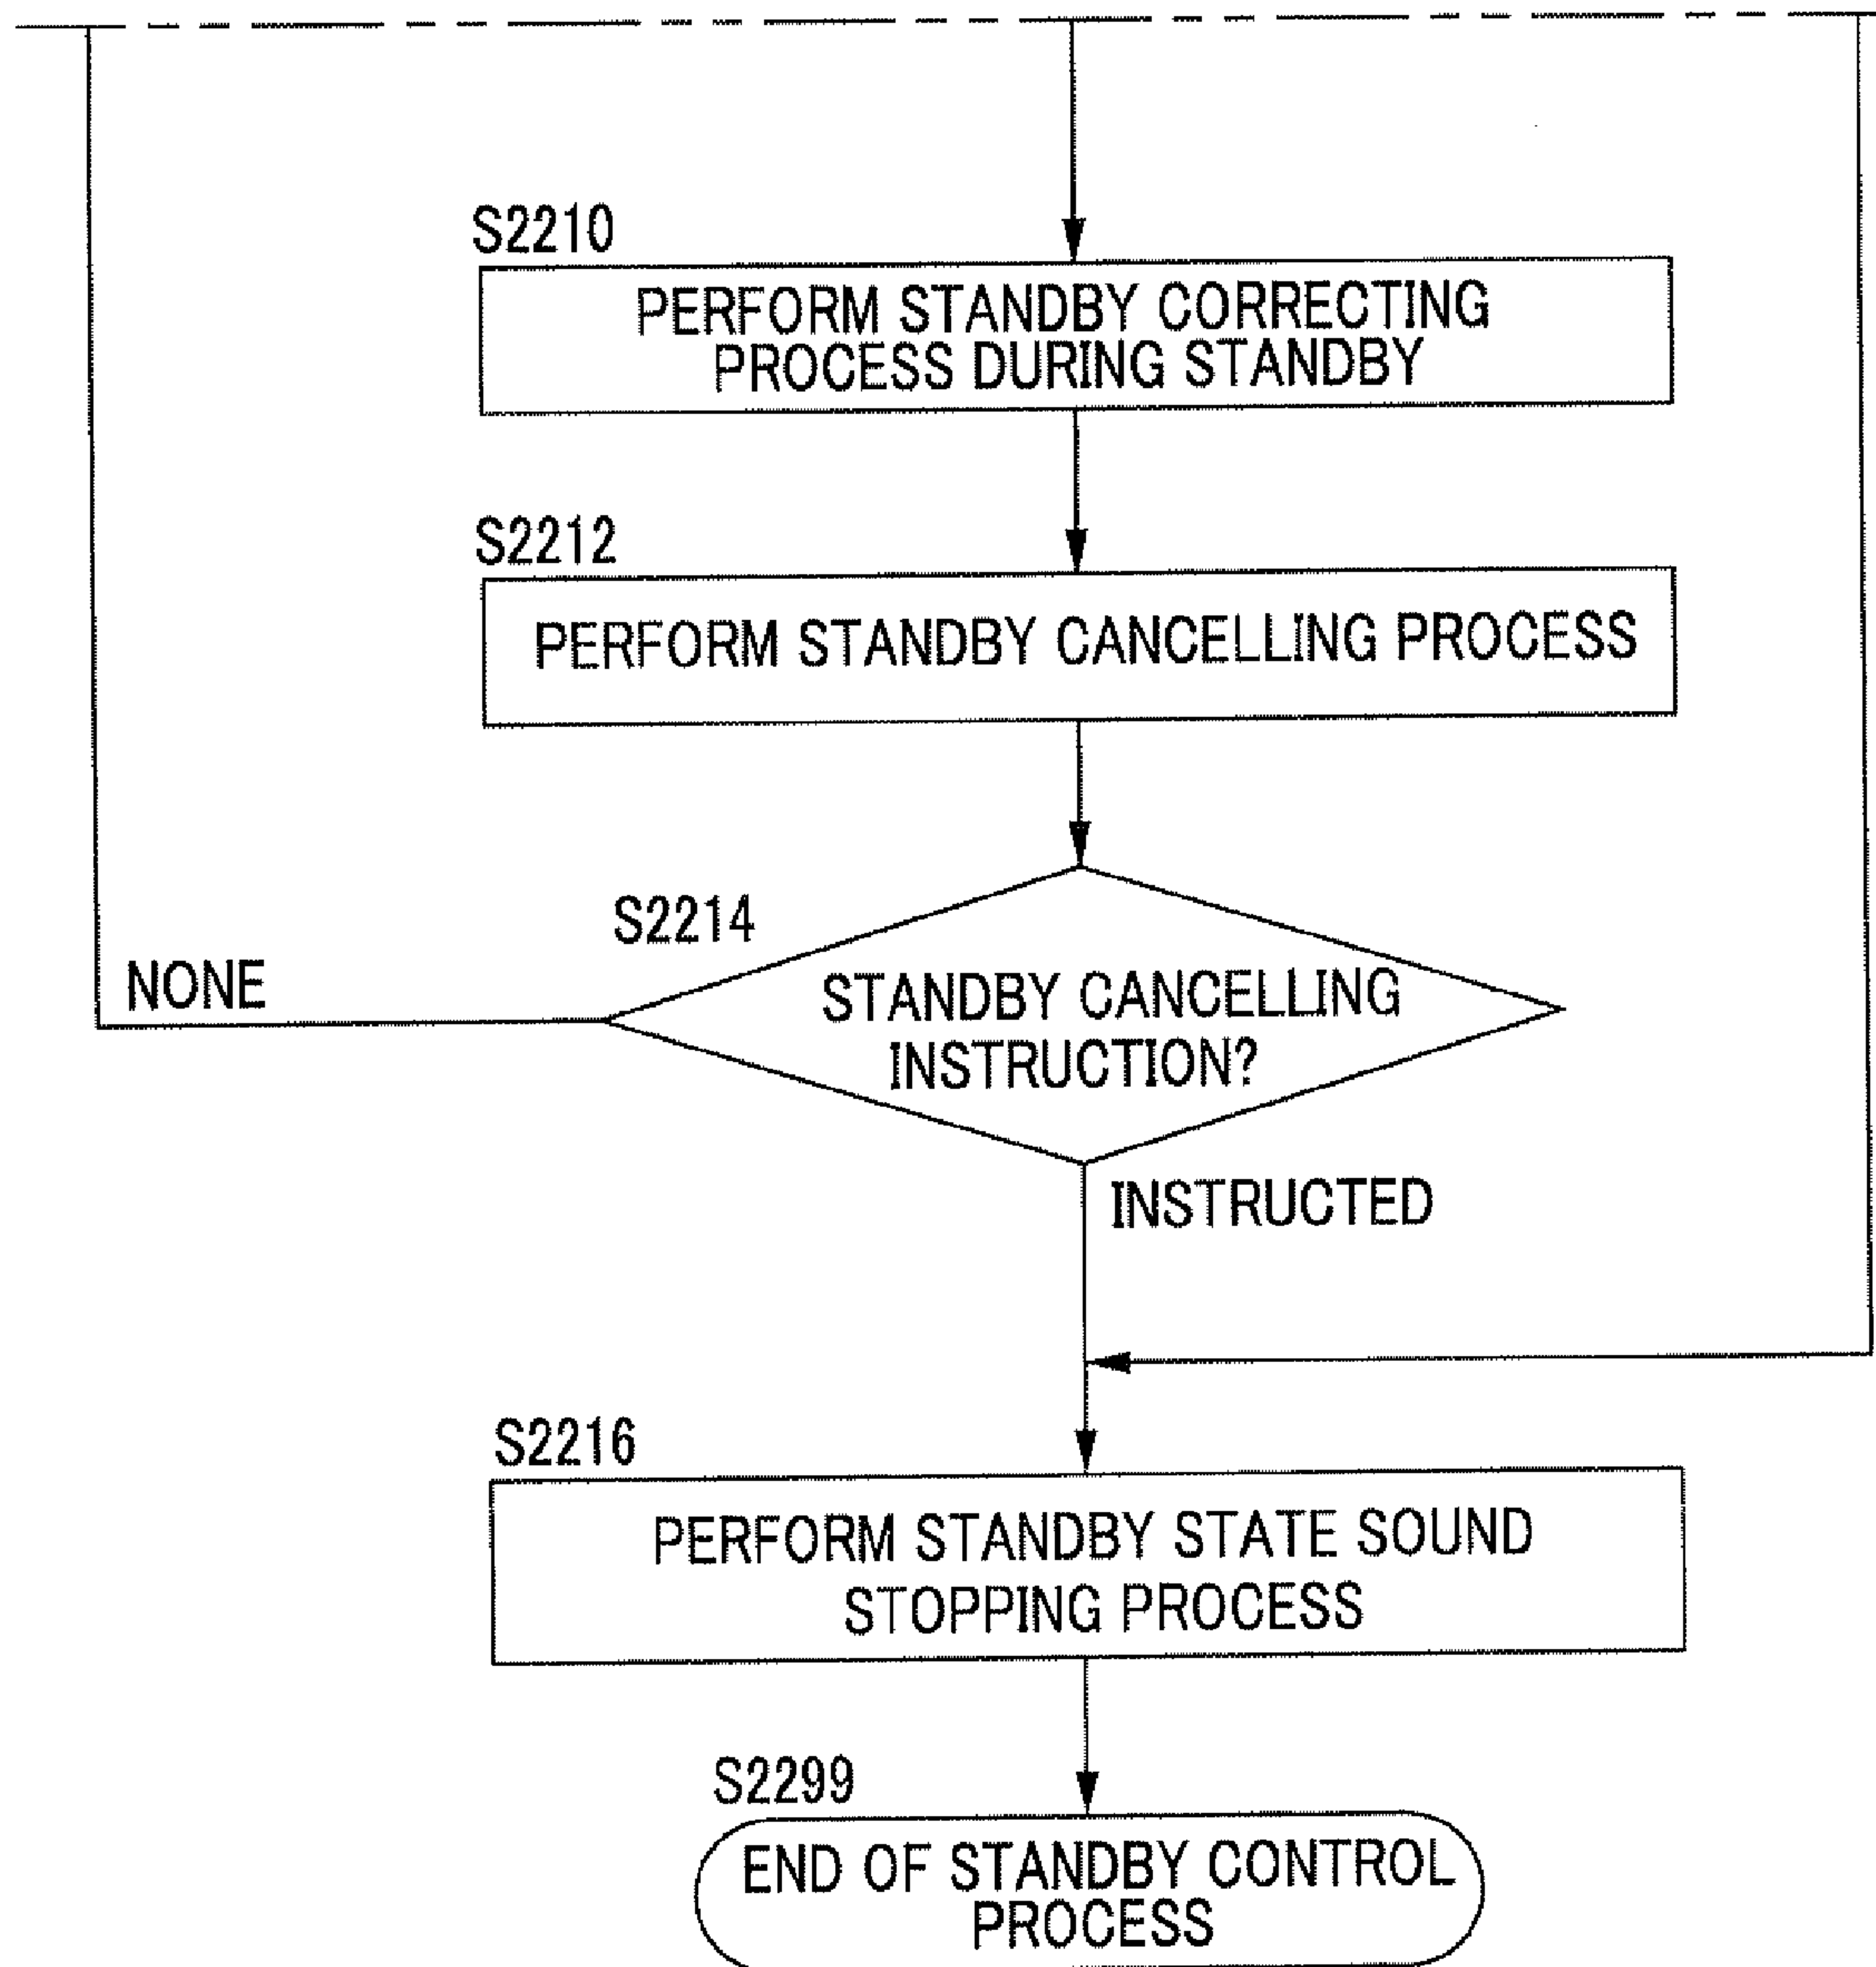 S2210
PERFORM STANDBY CORRECTING
PROCESS DURING STANDBY
S2212
PERFORM STANDBY CANCELLING PROCESS
S2214
STANDBY CANCELLING
INSTRUCTION?
NONE
INSTRUCTED
S2216
PERFORM STANDBY STATE SOUND
STOPPING PROCESS
S2299
END OF STANDBY CONTROL
PROCESS